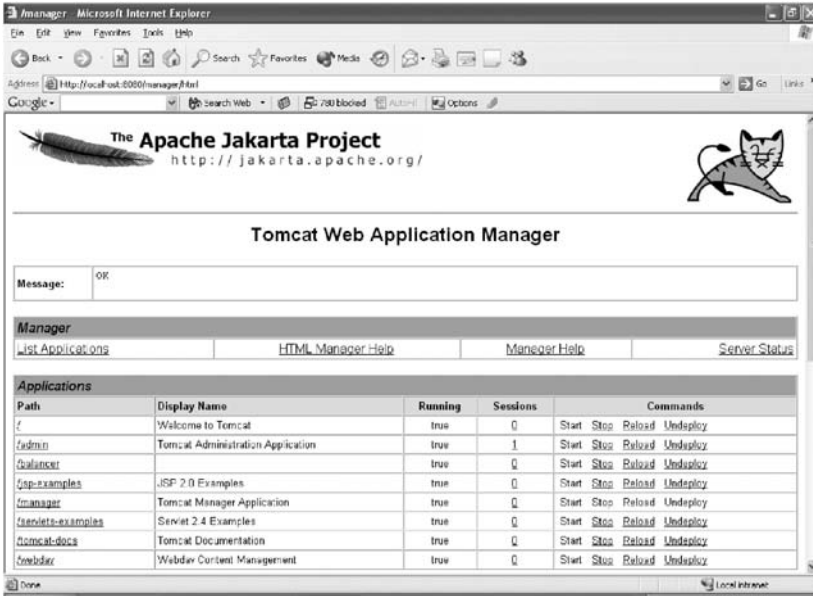 /manager - Microsoft Internet Explorer
File Edit View Favorites Tools Help
Back Search Favorites Media
Address http://localhost:8080/manager/html Go Links
Google Search Web 780 blocked AutoFill Options
The Apache Jakarta Project
http://jakarta.apache.org/
Tomcat Web Application Manager
Message: OK
Manager
List Applications HTML Manager Help Manager Help Server Status
Applications
Path Display Name Running Sessions Commands
/ Welcome to Tomcat true 0 Start Stop Reload Undeploy
/admin Tomcat Administration Application true 1 Start Stop Reload Undeploy
/balancer true 0 Start Stop Reload Undeploy
/jsp-examples JSP 2.0 Examples true 0 Start Stop Reload Undeploy
/manager Tomcat Manager Application true 0 Start Stop Reload Undeploy
/servlets-examples Servlet 2.4 Examples true 0 Start Stop Reload Undeploy
/tomcat-docs Tomcat Documentation true 0 Start Stop Reload Undeploy
/webdav Webdav Content Management true 0 Start Stop Reload Undeploy
Done Local intranet